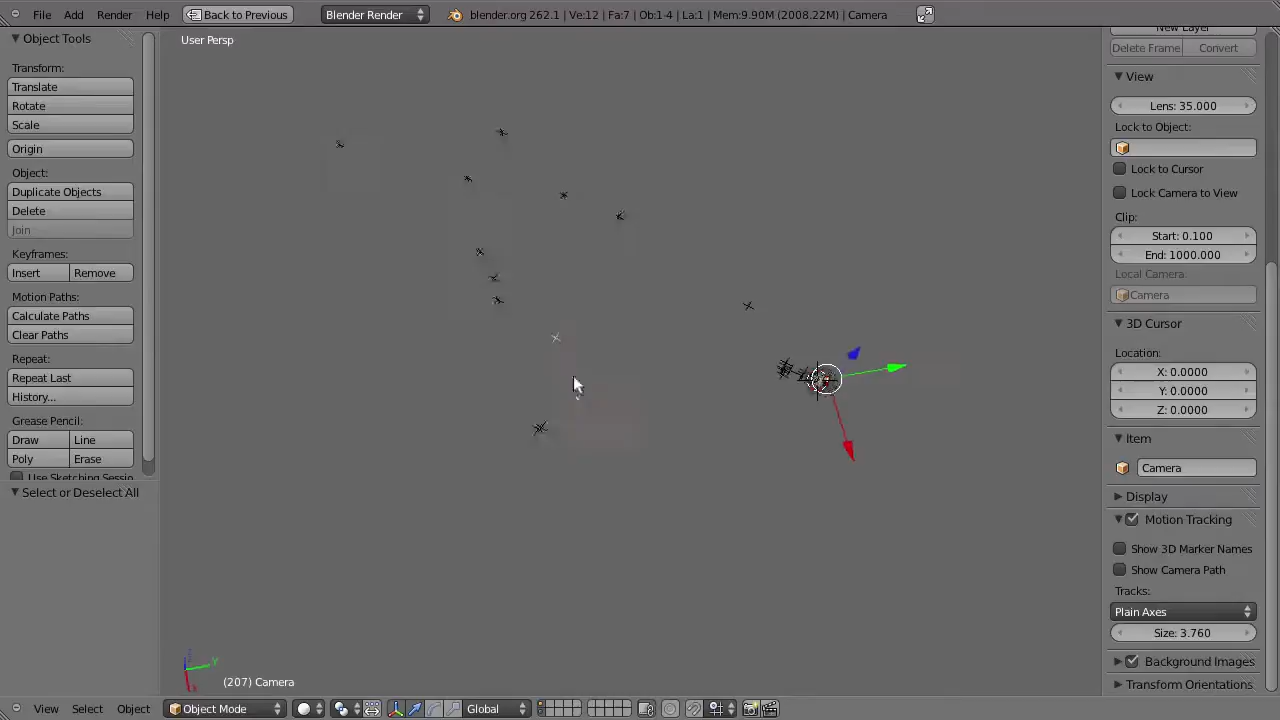 File Add Render Help Back to Previous Blender Render blender.org 262.1 | Ve:12 | Fa:7 | Ob:1-4 | La:1 | Mem:9.90M (2008.22M) | Camera
Object Tools
Transform:
Translate
Rotate
Scale
Origin
Object:
Duplicate Objects
Delete
Join
Keyframes:
Insert Remove
Motion Paths:
Calculate Paths
Clear Paths
Repeat:
Repeat Last
History...
Grease Pencil:
Draw Line
Poly Erase
Use Sketching Sessio
Select or Deselect All
User Persp
Y
(207) Camera
New Layer
Delete Frame Convert
View
Lens: 35.000
Lock to Object:
Lock to Cursor
Lock Camera to View
Clip:
Start: 0.100
End: 1000.000
Local Camera:
Camera
3D Cursor
Location:
X: 0.0000
Y: 0.0000
Z: 0.0000
Item
Camera
Display
Motion Tracking
Show 3D Marker Names
Show Camera Path
Tracks:
Plain Axes
Size: 3.760
Background Images
Transform Orientations
View Select Object Object Mode Global